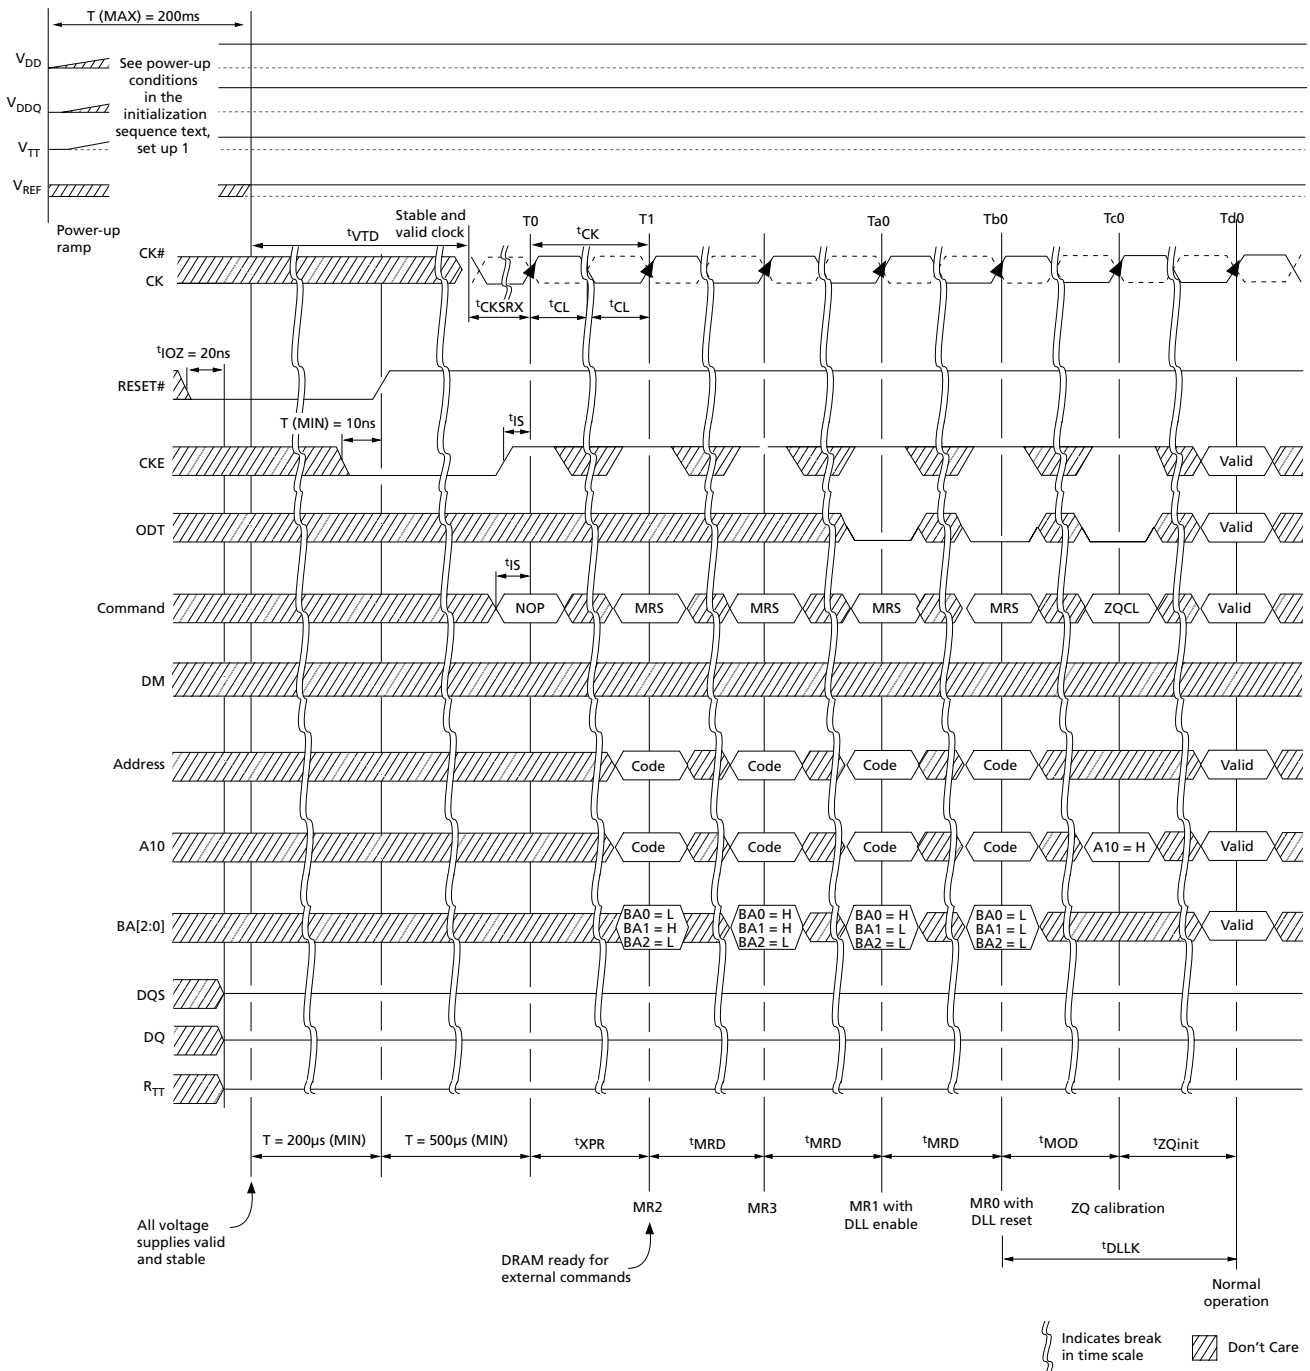 T (MAX) = 200ms
VDD
See power-up
conditions
in the
initialization
sequence text,
set up 1
VDDQ
VTT
VREF
Power-up
ramp
Stable and
valid clock
T0
T1
Ta0
Tb0
Tc0
Td0
tVTD
tCK
CK#
CK
tCKSRX
tCL
tCL
tIOZ = 20ns
RESET#
T (MIN) = 10ns
tIS
CKE
Valid
ODT
Valid
tIS
Command
NOP
MRS
MRS
MRS
MRS
ZQCL
Valid
DM
Address
Code
Code
Code
Code
Valid
A10
Code
Code
Code
Code
A10 = H
Valid
BA[2:0]
BA0 = L
BA1 = H
BA2 = L
BA0 = H
BA1 = H
BA2 = L
BA0 = H
BA1 = L
BA2 = L
BA0 = L
BA1 = L
BA2 = L
Valid
DQS
DQ
RTT
T = 200µs (MIN)
T = 500µs (MIN)
tXPR
tMRD
tMRD
tMRD
tMOD
tZQinit
All voltage
supplies valid
and stable
MR2
MR3
MR1 with
DLL enable
MR0 with
DLL reset
ZQ calibration
DRAM ready for
external commands
tDLLK
Normal
operation
Indicates break
in time scale
Don't Care